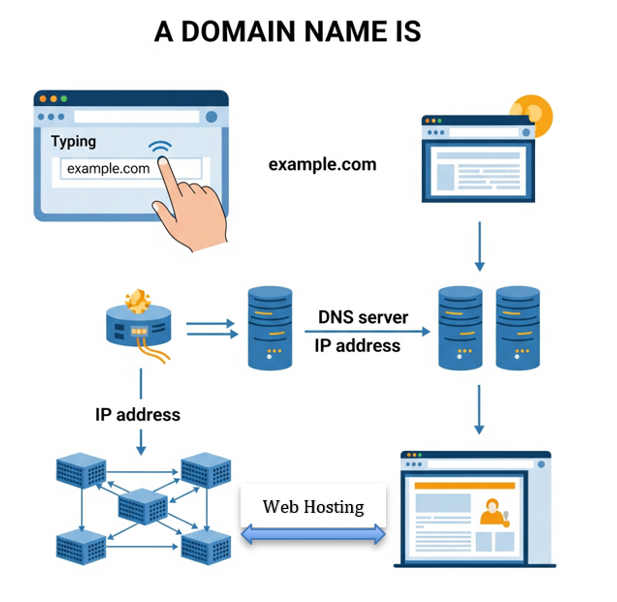 A DOMAIN NAME IS
Typing
example.com
example.com
DNS server
IP address
IP address
Web Hosting